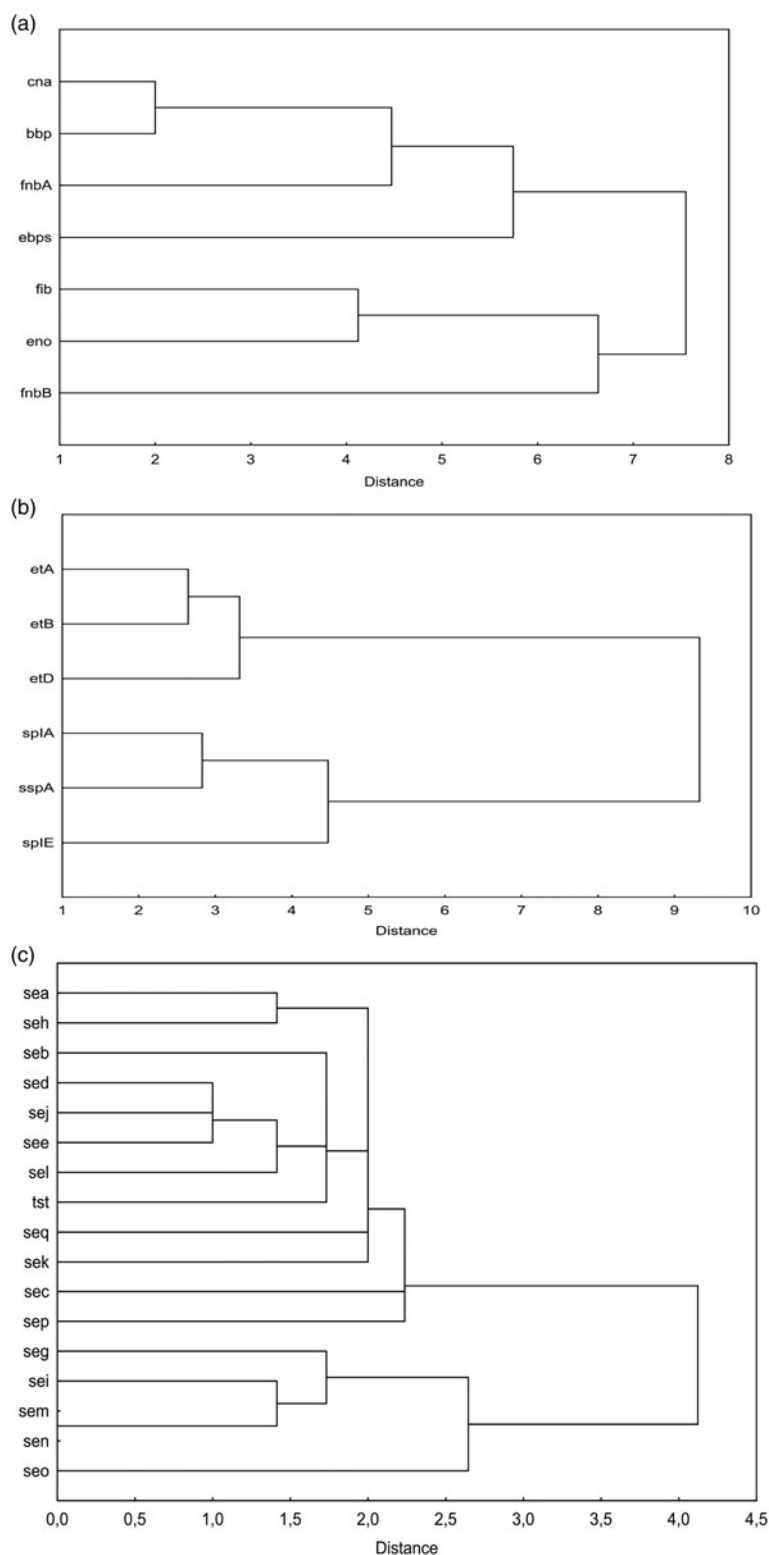 (a)
cna
bbp
fnbA
ebps
fib
eno
fnbB
1 2 3 4 5 6 7 8
Distance
(b)
etA
etB
etD
splA
sspA
splE
1 2 3 4 5 6 7 8 9 10
Distance
(c)
sea
seh
seb
sed
sej
see
sel
tst
seq
sek
sec
sep
seg
sei
sem
sen
seo
0,0 0,5 1,0 1,5 2,0 2,5 3,0 3,5 4,0 4,5
Distance